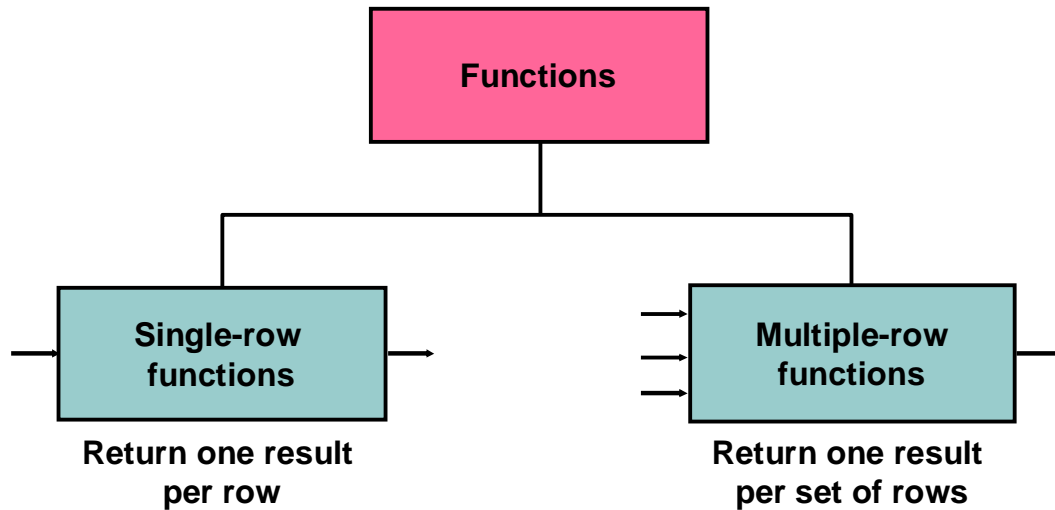 Functions
Single-row
functions
Multiple-row
functions
Return one result
per row
Return one result
per set of rows